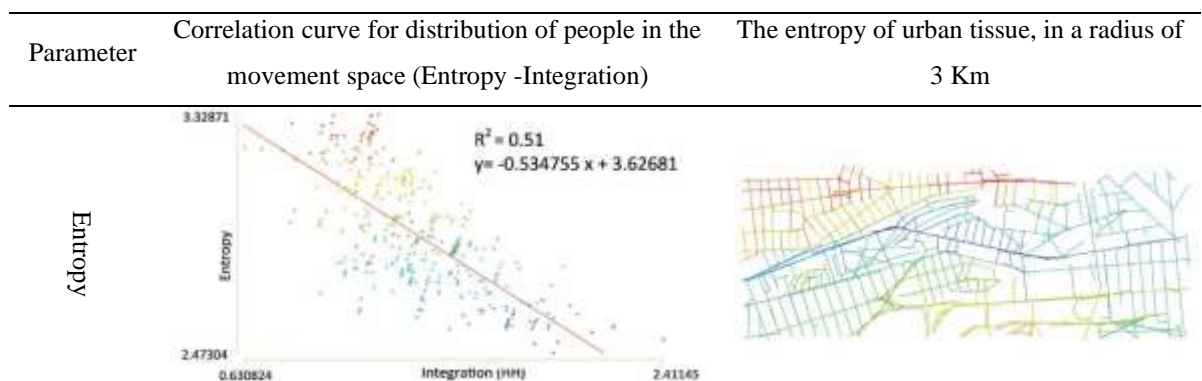 Parameter
Correlation curve for distribution of people in the
movement space (Entropy -Integration)
The entropy of urban tissue, in a radius of
3 Km
Entropy
3.32871
R² = 0.51
y= -0.534755 x + 3.62681
Entropy
2.47304
0.630824
Integration (HH)
2.41145